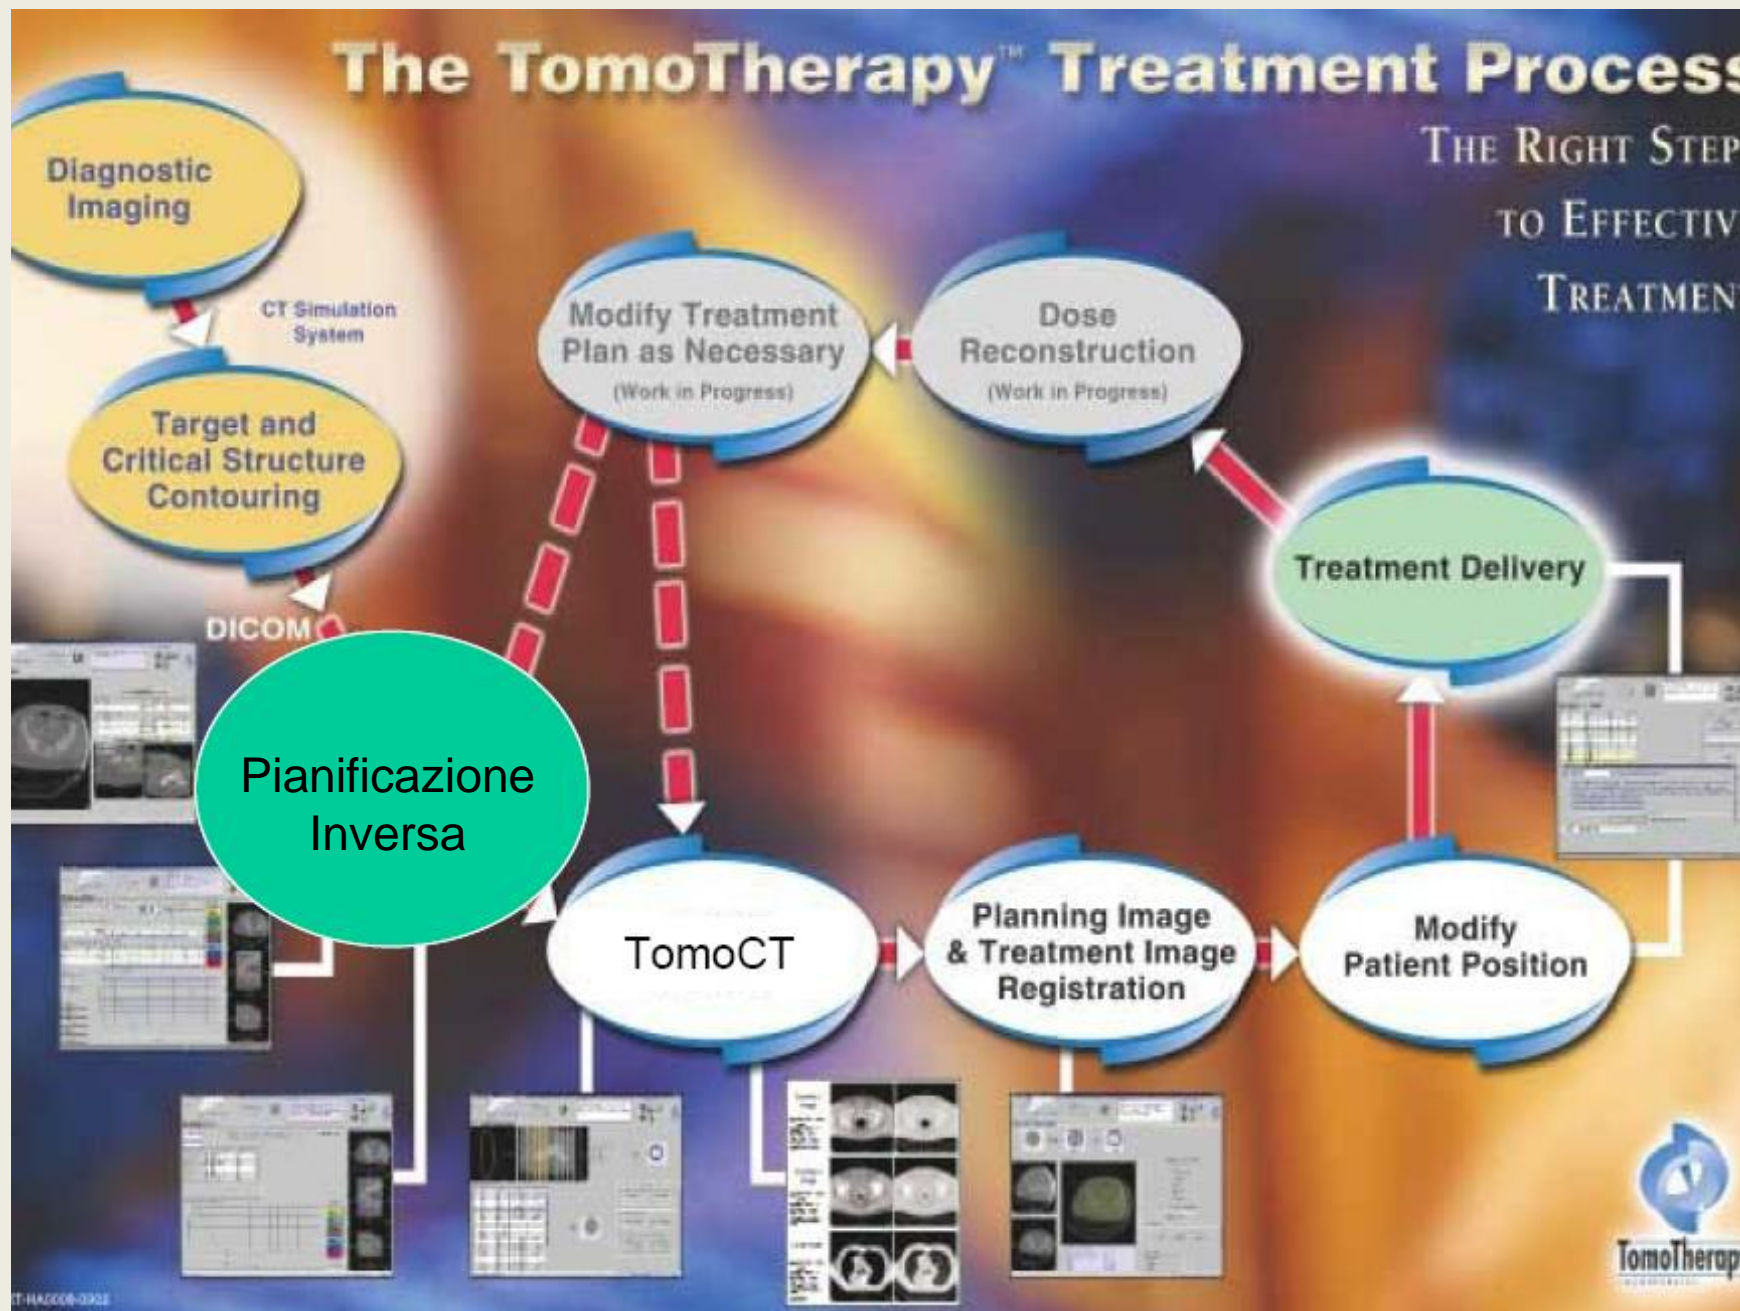 The TomoTherapy™ Treatment Process
THE RIGHT STEP
TO EFFECTIV
TREATMENT
Diagnostic
Imaging
CT Simulation
System
Target and
Critical Structure
Contouring
DICOM
Pianificazione
Inversa
Modify Treatment
Plan as Necessary
(Work in Progress)
Dose
Reconstruction
(Work in Progress)
Treatment Delivery
TomoCT
Planning Image
& Treatment Image
Registration
Modify
Patient Position
TomoTherap